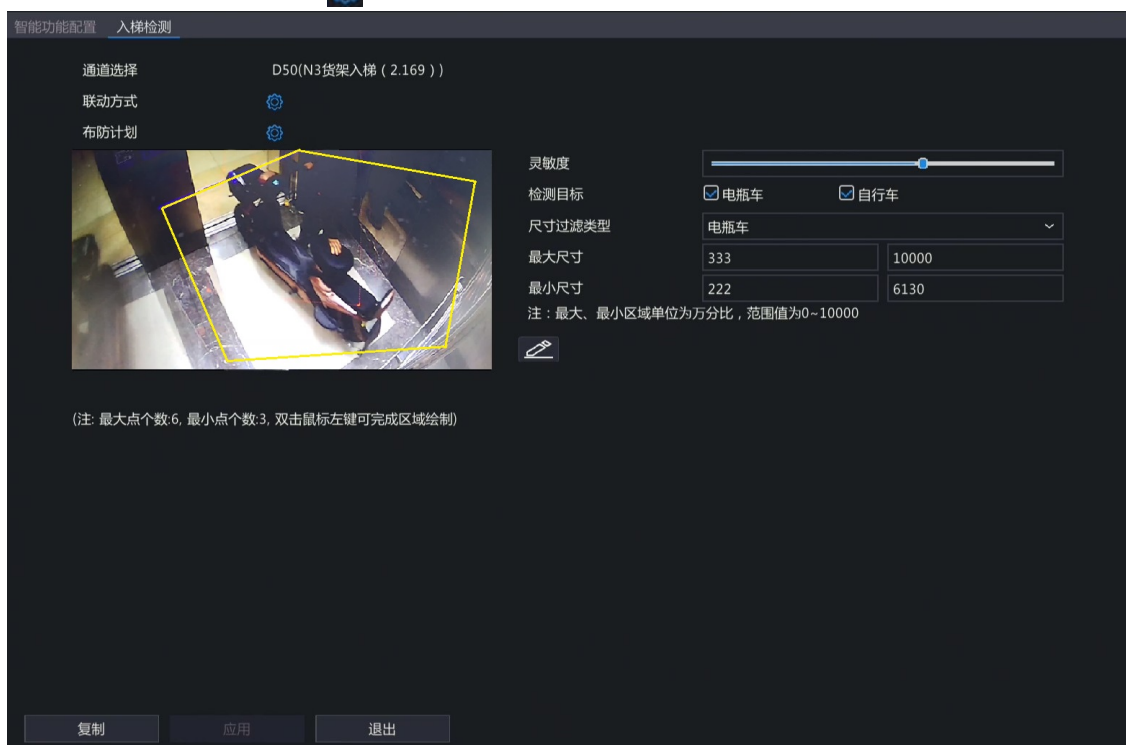 智能功能配置 入梯检测
通道选择 D50(N3货架入梯（2.169）)
联动方式
布防计划
灵敏度
检测目标 电瓶车 自行车
尺寸过滤类型 电瓶车
最大尺寸 333 10000
最小尺寸 222 6130
注：最大、最小区域单位为万分比，范围值为0~10000
(注: 最大点个数:6, 最小点个数:3, 双击鼠标左键可完成区域绘制)
复制 应用 退出